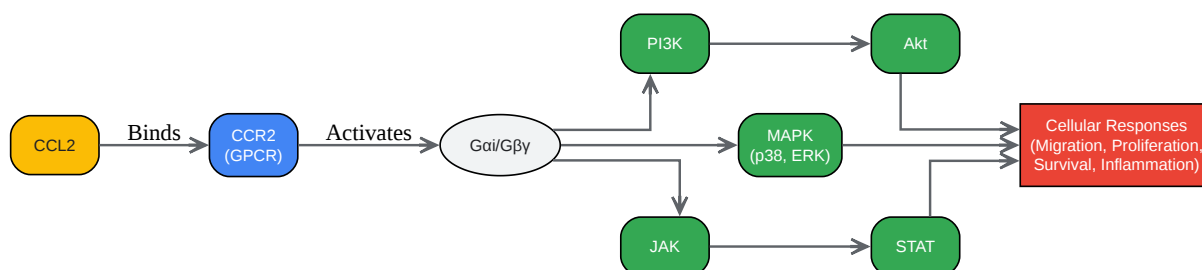 CCL2
Binds
CCR2
(GPCR)
Activates
Gαi/Gβγ
PI3K
Akt
MAPK
(p38, ERK)
JAK
STAT
Cellular Responses
(Migration, Proliferation,
Survival, Inflammation)